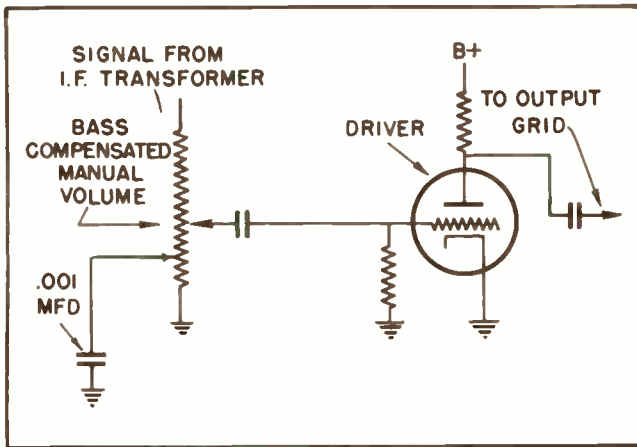 SIGNAL FROM
I.F. TRANSFORMER
BASS
COMPENSATED
MANUAL
VOLUME
.001
MFD
B+
DRIVER
TO OUTPUT
GRID